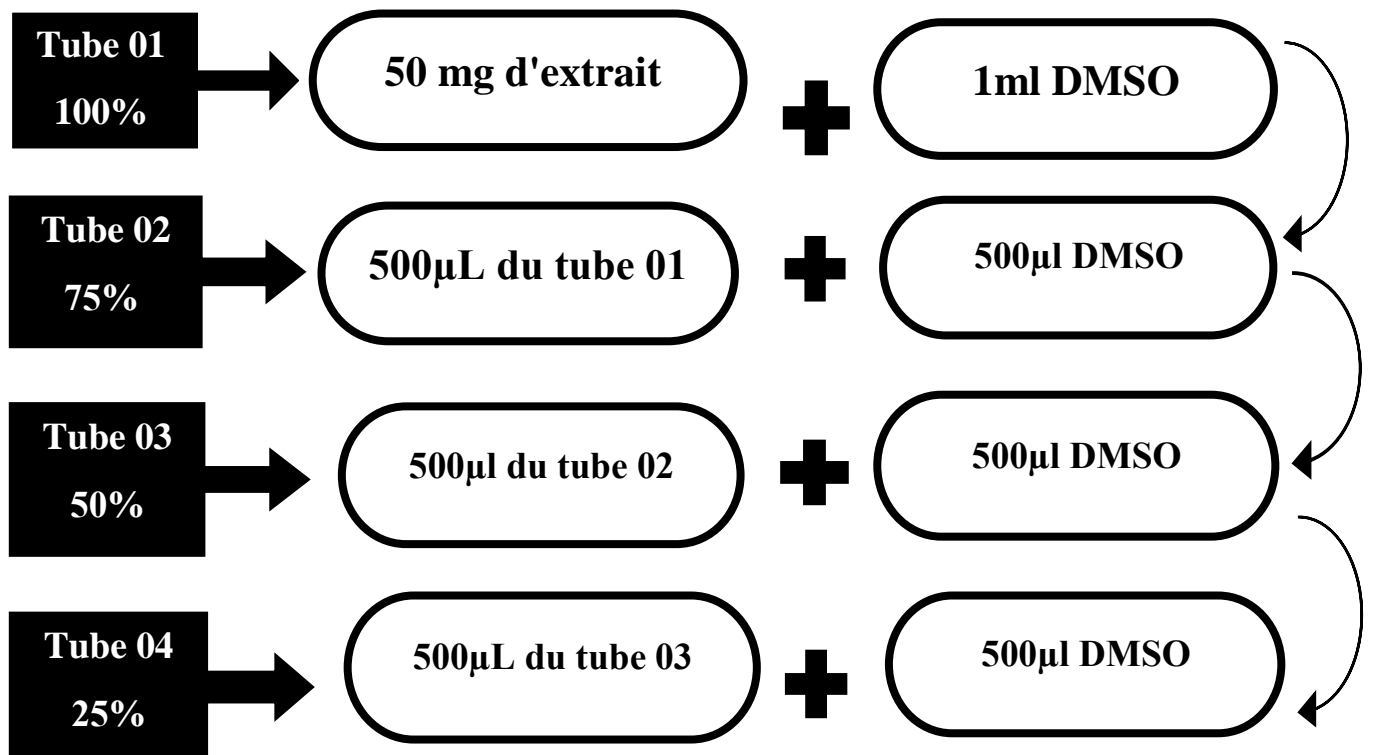 Tube 01
100%
50 mg d'extrait
1ml DMSO
Tube 02
75%
500µL du tube 01
500µl DMSO
Tube 03
50%
500µl du tube 02
500µl DMSO
Tube 04
25%
500µL du tube 03
500µl DMSO